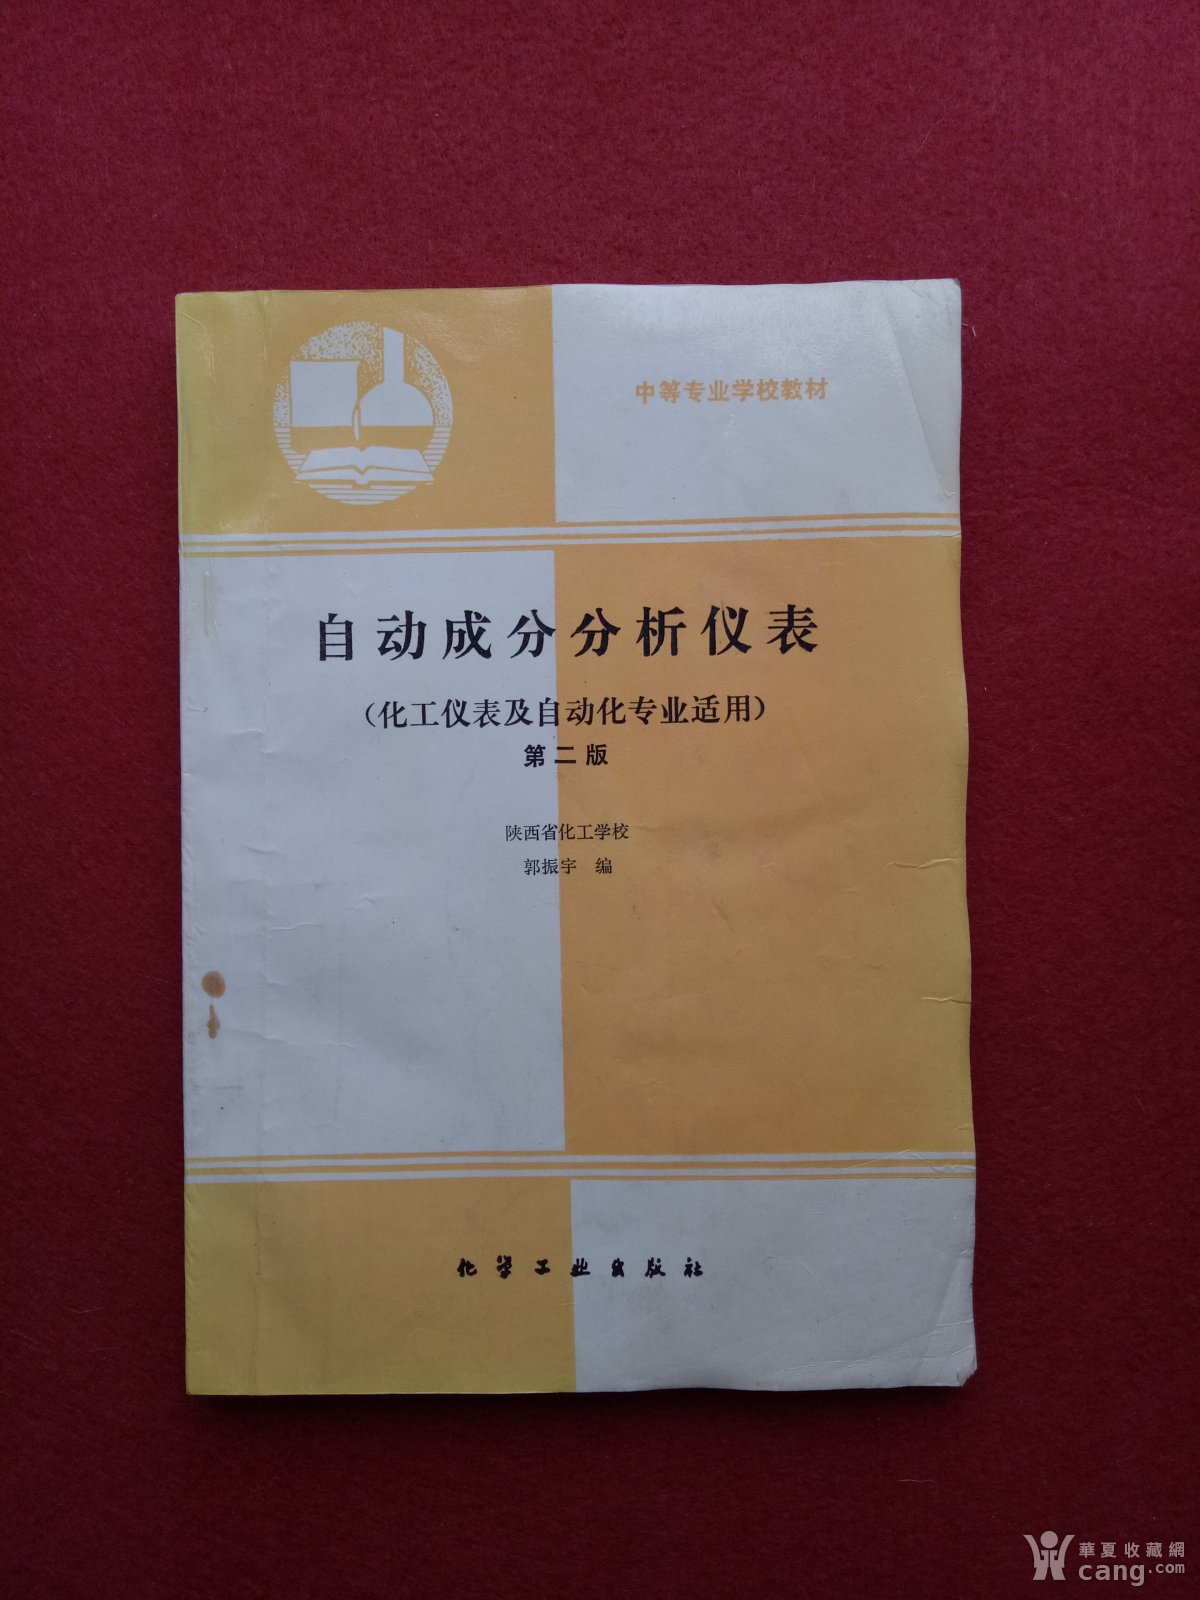 中等专业学校教材
自动成分分析仪表
（化工仪表及自动化专业适用）
第二版
陕西省化工学校
郭振宇 编
化学工业出版社
華夏收藏網
cang.com